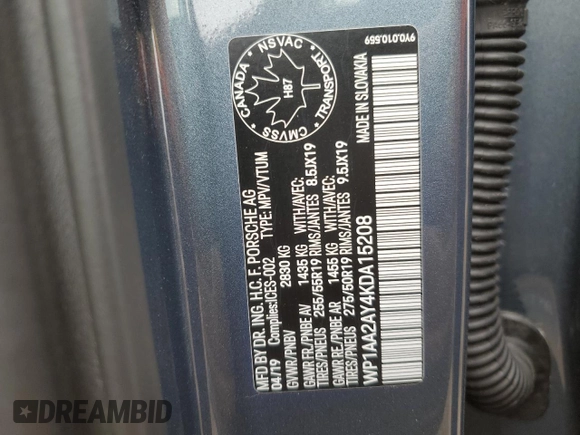 MFD BY DR. ING. H.C. F. PORSCHE AG
04/19 Complies:ICES-002 TYPE: MPV/VTUM
GVWR/PNBV 2830 KG
GAWR FR./PNBE AV 1435 KG WITH/AVEC:
TIRES/PNEUS 255/55R19 RIMS/JANTES 8.5JX19
GAWR RE./PNBE AR 1455 KG WITH/AVEC:
TIRES/PNEUS 275/50R19 RIMS/JANTES 9.5JX19
WP1AA2AY4KDA15208 MADE IN SLOVAKIA
CANADA NSVAC
H87
CMVSS TRANSPORT
9Y0.010.559
DREAMBID